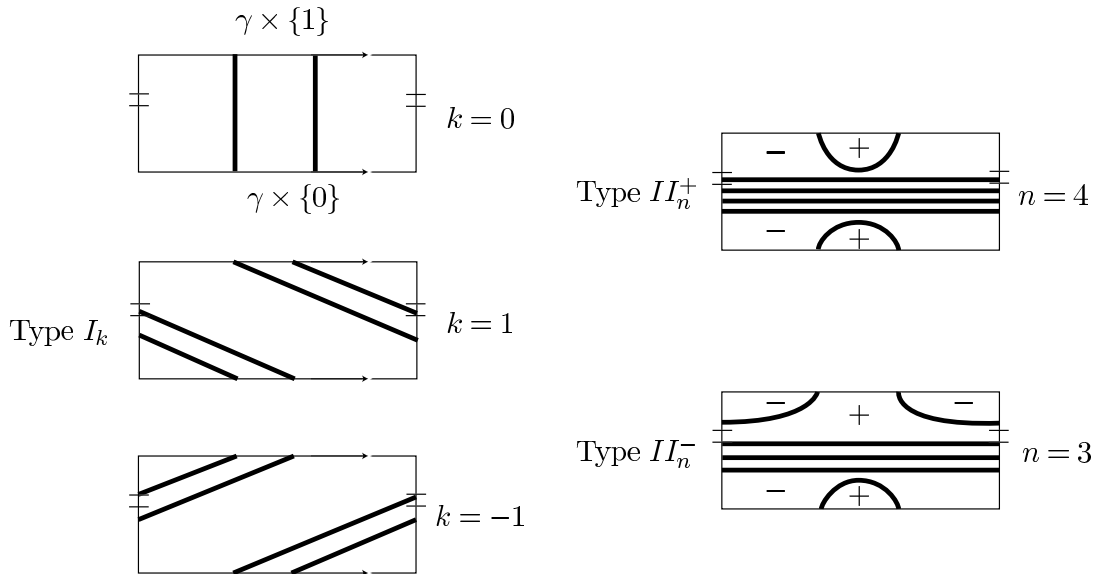 γ × {1}
k = 0
γ × {0}
Type I_k
k = 1
k = −1
− +
Type II_n^+
n = 4
− +
− + −
Type II_n^−
n = 3
− +